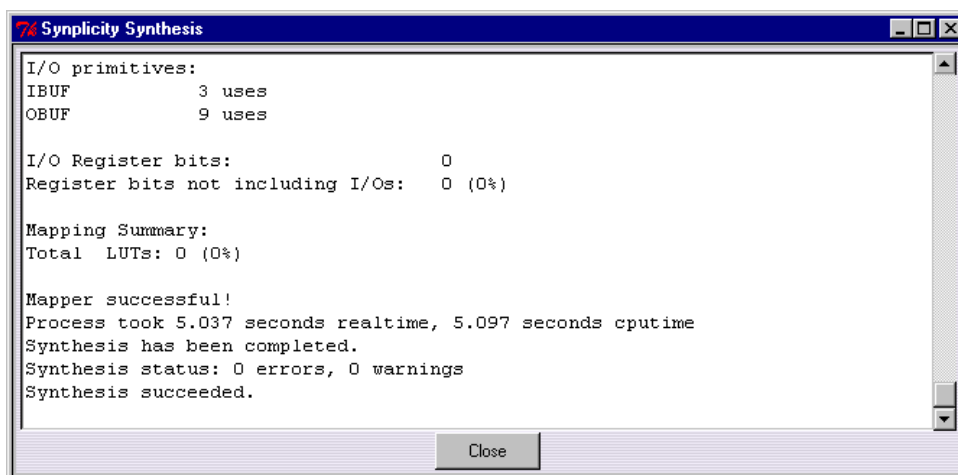 Synplicity Synthesis
I/O primitives:
IBUF 3 uses
OBUF 9 uses
I/O Register bits: 0
Register bits not including I/Os: 0 (0%)
Mapping Summary:
Total LUTs: 0 (0%)
Mapper successful!
Process took 5.037 seconds realtime, 5.097 seconds cputime
Synthesis has been completed.
Synthesis status: 0 errors, 0 warnings
Synthesis succeeded.
Close